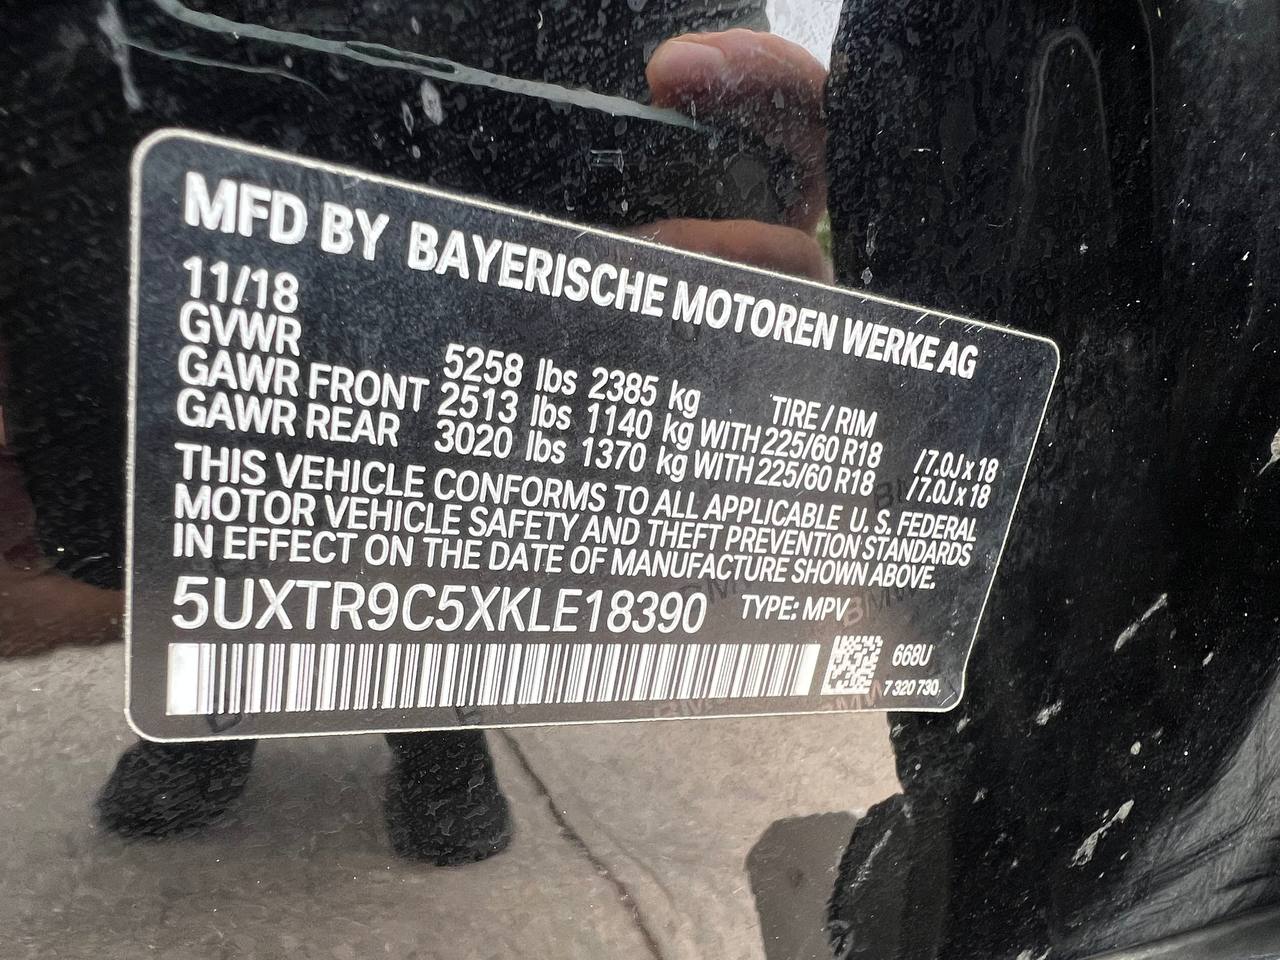 MFD BY BAYERISCHE MOTOREN WERKE AG
11/18
GVWR 5258 lbs 2385 kg TIRE / RIM
GAWR FRONT 2513 lbs 1140 kg WITH 225/60 R18 /7.0J x 18
GAWR REAR 3020 lbs 1370 kg WITH 225/60 R18 /7.0J x 18
THIS VEHICLE CONFORMS TO ALL APPLICABLE U. S. FEDERAL
MOTOR VEHICLE SAFETY AND THEFT PREVENTION STANDARDS
IN EFFECT ON THE DATE OF MANUFACTURE SHOWN ABOVE.
5UXTR9C5XKLE18390 TYPE: MPV
668U
7 320 730